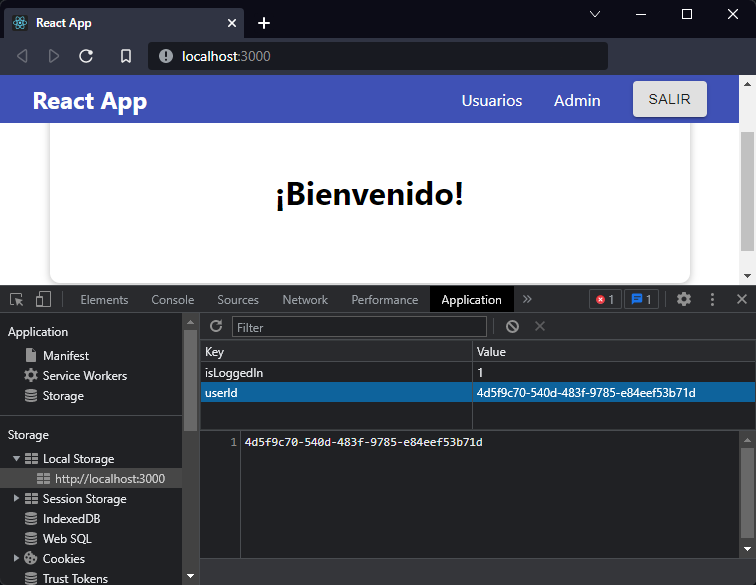 React App
localhost:3000
React App
Usuarios
Admin
SALIR
¡Bienvenido!
Elements
Console
Sources
Network
Performance
Application
1
1
Application
Manifest
Service Workers
Storage
Storage
Local Storage
http://localhost:3000
Session Storage
IndexedDB
Web SQL
Cookies
Trust Tokens
Filter
Key Value
isLoggedIn 1
userId 4d5f9c70-540d-483f-9785-e84eef53b71d
1 4d5f9c70-540d-483f-9785-e84eef53b71d